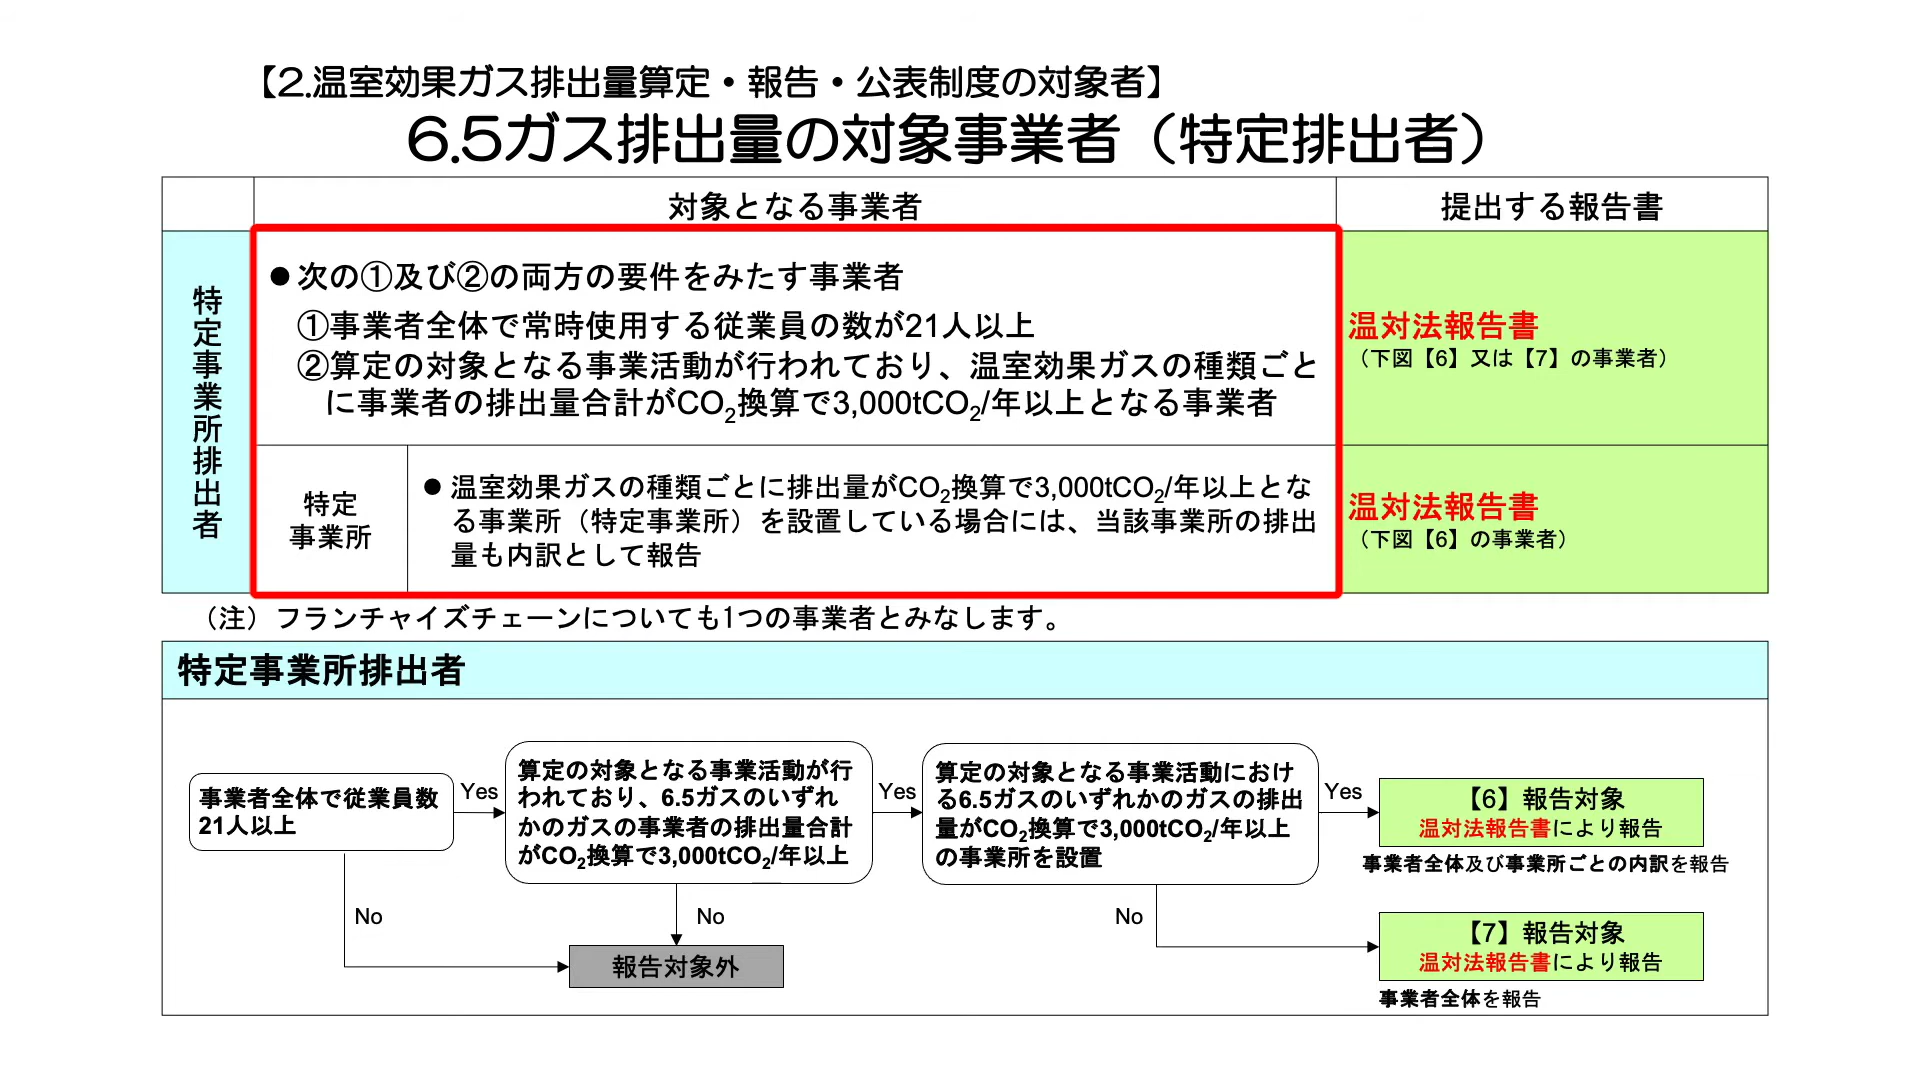 【2.温室効果ガス排出量算定・報告・公表制度の対象者】
6.5ガス排出量の対象事業者（特定排出者）
対象となる事業者
提出する報告書
特定事業所排出者
●次の①及び②の両方の要件をみたす事業者
①事業者全体で常時使用する従業員の数が21人以上
②算定の対象となる事業活動が行われており、温室効果ガスの種類ごと
に事業者の排出量合計がCO2換算で3,000tCO2/年以上となる事業者
温対法報告書
（下図【6】又は【7】の事業者）
特定
事業所
●温室効果ガスの種類ごとに排出量がCO2換算で3,000tCO2/年以上とな
る事業所（特定事業所）を設置している場合には、当該事業所の排出
量も内訳として報告
温対法報告書
（下図【6】の事業者）
（注）フランチャイズチェーンについても1つの事業者とみなします。
特定事業所排出者
事業者全体で従業員数
21人以上
Yes
算定の対象となる事業活動が行
われており、6.5ガスのいずれ
かのガスの事業者の排出量合計
がCO2換算で3,000tCO2/年以上
Yes
算定の対象となる事業活動におけ
る6.5ガスのいずれかのガスの排出
量がCO2換算で3,000tCO2/年以上
の事業所を設置
Yes
【6】報告対象
温対法報告書により報告
事業者全体及び事業所ごとの内訳を報告
No
No
No
報告対象外
【7】報告対象
温対法報告書により報告
事業者全体を報告